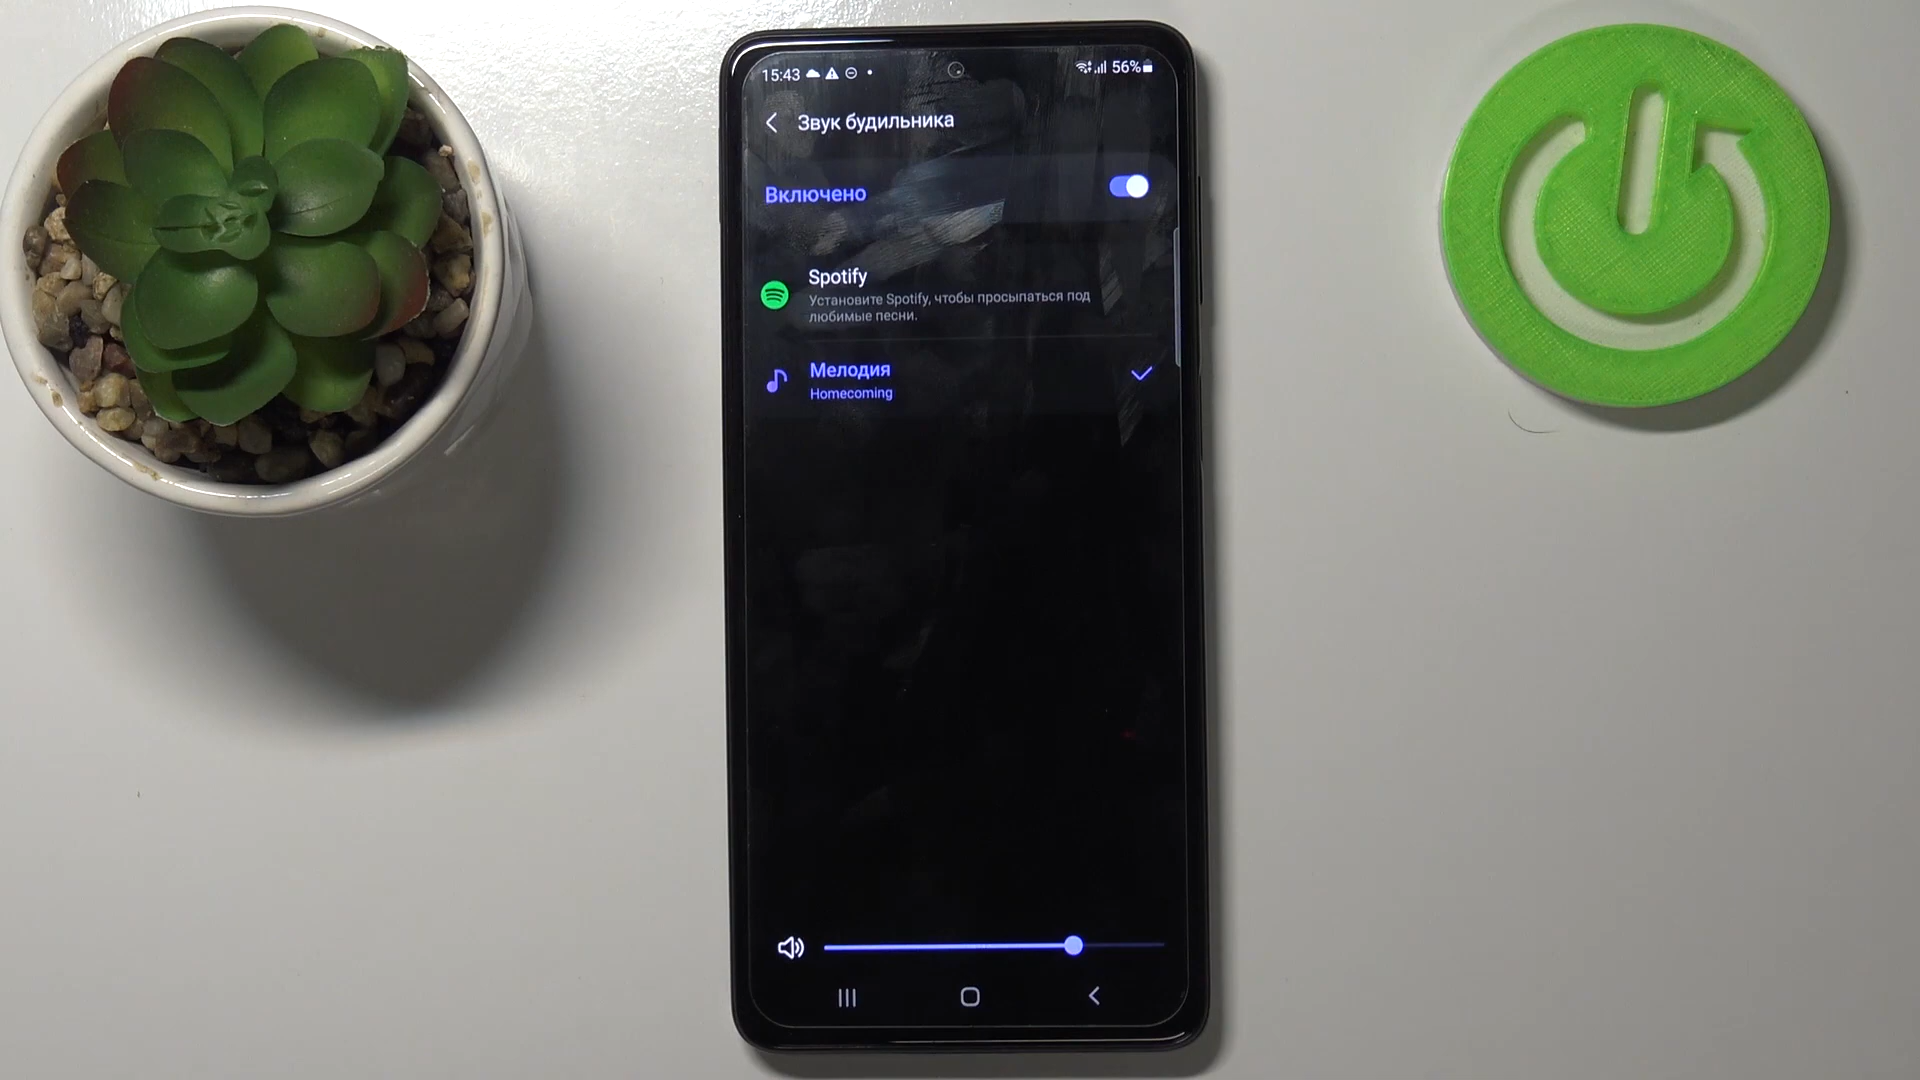 15:43
56%
Звук будильника
Включено
Spotify
Установите Spotify, чтобы просыпаться под
любимые песни.
Мелодия
Homecoming